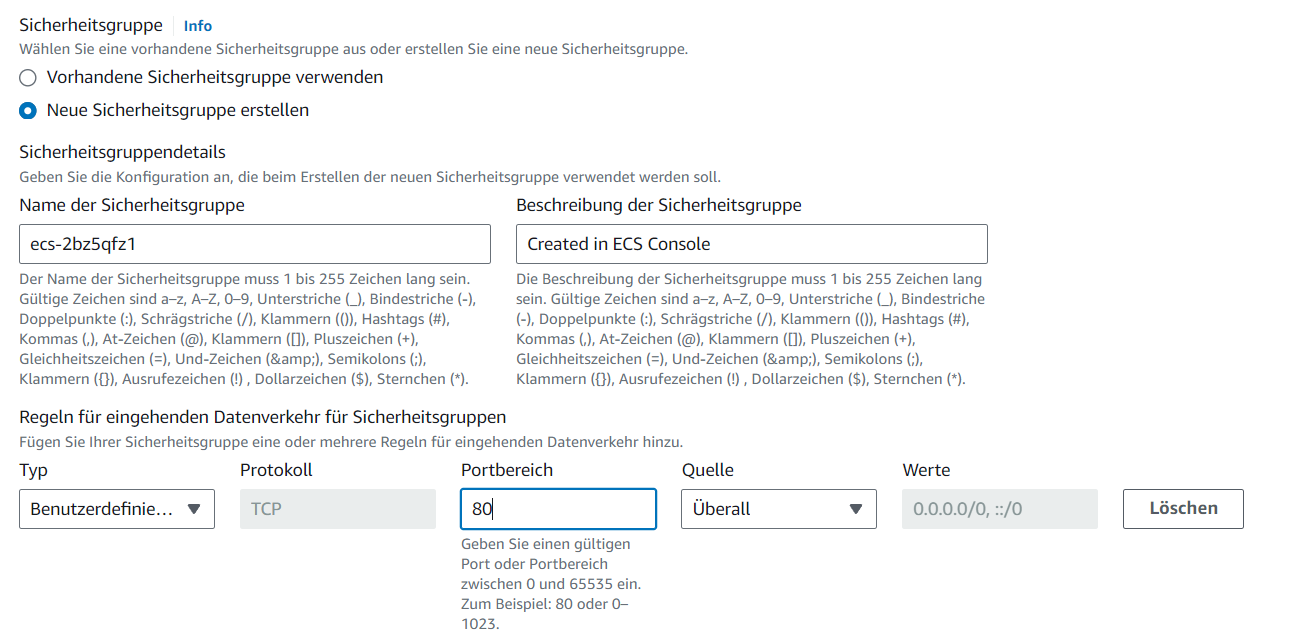 Sicherheitsgruppe Info
Wählen Sie eine vorhandene Sicherheitsgruppe aus oder erstellen Sie eine neue Sicherheitsgruppe.
Vorhandene Sicherheitsgruppe verwenden
Neue Sicherheitsgruppe erstellen
Sicherheitsgruppendetails
Geben Sie die Konfiguration an, die beim Erstellen der neuen Sicherheitsgruppe verwendet werden soll.
Name der Sicherheitsgruppe
ecs-2bz5qfz1
Der Name der Sicherheitsgruppe muss 1 bis 255 Zeichen lang sein.
Gültige Zeichen sind a–z, A–Z, 0–9, Unterstriche (_), Bindestriche (-),
Doppelpunkte (:), Schrägstriche (/), Klammern (()), Hashtags (#),
Kommas (,), At-Zeichen (@), Klammern ([]), Pluszeichen (+),
Gleichheitszeichen (=), Und-Zeichen (&amp;), Semikolons (;),
Klammern ({}), Ausrufezeichen (!) , Dollarzeichen ($), Sternchen (*).
Beschreibung der Sicherheitsgruppe
Created in ECS Console
Die Beschreibung der Sicherheitsgruppe muss 1 bis 255 Zeichen lang
sein. Gültige Zeichen sind a–z, A–Z, 0–9, Unterstriche (_), Bindestriche
(-), Doppelpunkte (:), Schrägstriche (/), Klammern (()), Hashtags (#),
Kommas (,), At-Zeichen (@), Klammern ([]), Pluszeichen (+),
Gleichheitszeichen (=), Und-Zeichen (&amp;), Semikolons (;),
Klammern ({}), Ausrufezeichen (!) , Dollarzeichen ($), Sternchen (*).
Regeln für eingehenden Datenverkehr für Sicherheitsgruppen
Fügen Sie Ihrer Sicherheitsgruppe eine oder mehrere Regeln für eingehenden Datenverkehr hinzu.
Typ
Benutzerdefinie...
Protokoll
TCP
Portbereich
80
Geben Sie einen gültigen
Port oder Portbereich
zwischen 0 und 65535 ein.
Zum Beispiel: 80 oder 0–
1023.
Quelle
Überall
Werte
0.0.0.0/0, ::/0
Löschen